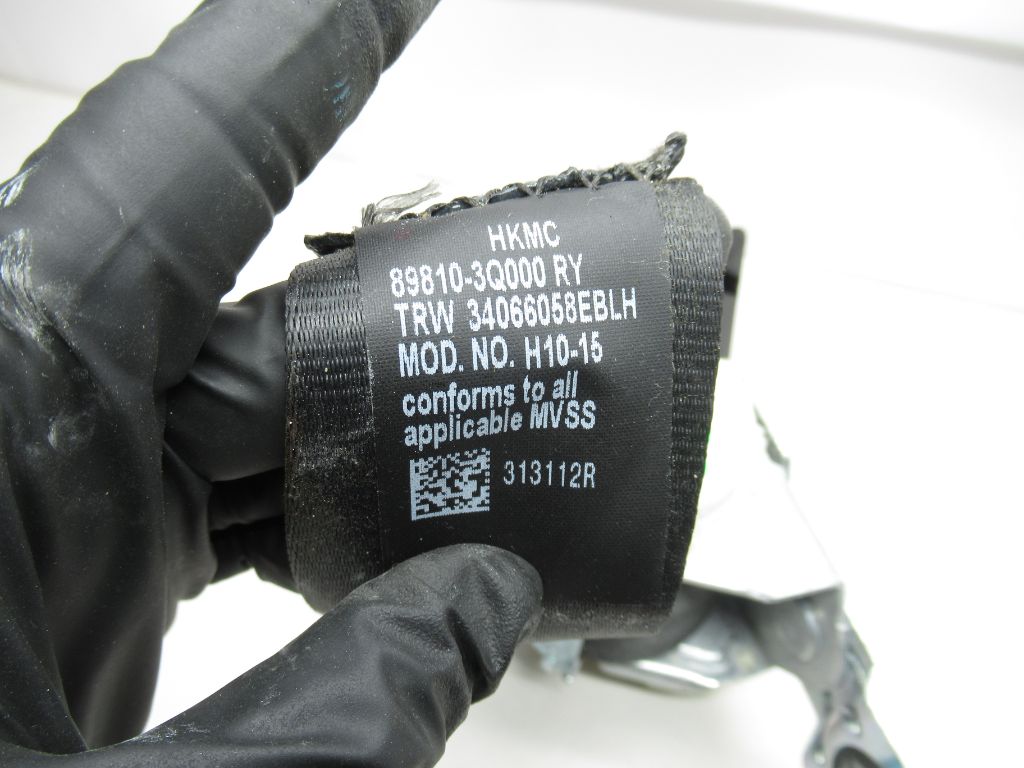 HKMC
89810-3Q000 RY
TRW 34066058EBLH
MOD. NO. H10-15
conforms to all
applicable MVSS
313112R